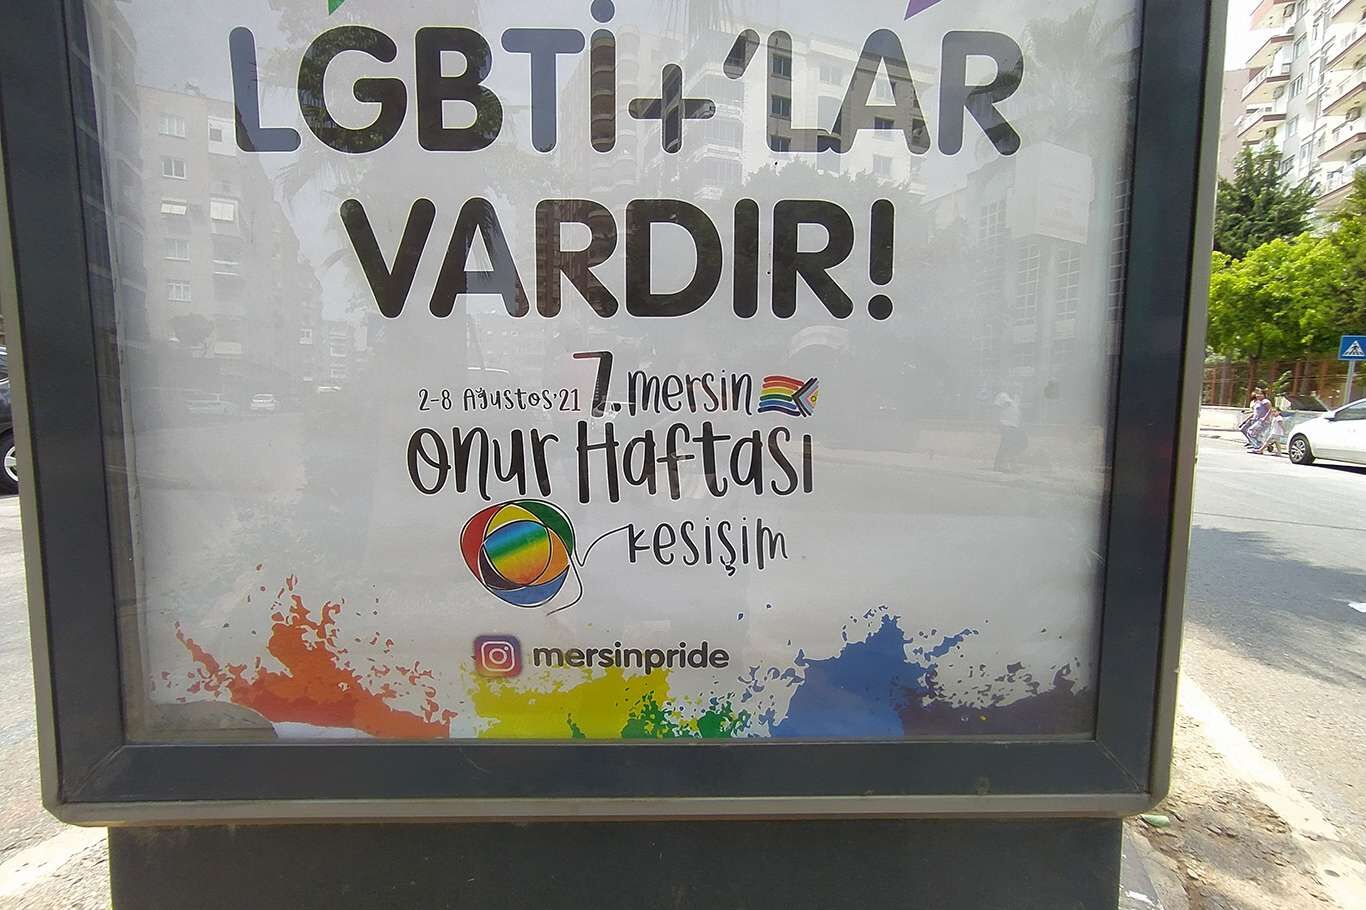 LGBTİ+'LAR
VARDIR!
2-8 Ağustos'21 7. mersin
onur Haftası
Kesişim
mersinpride